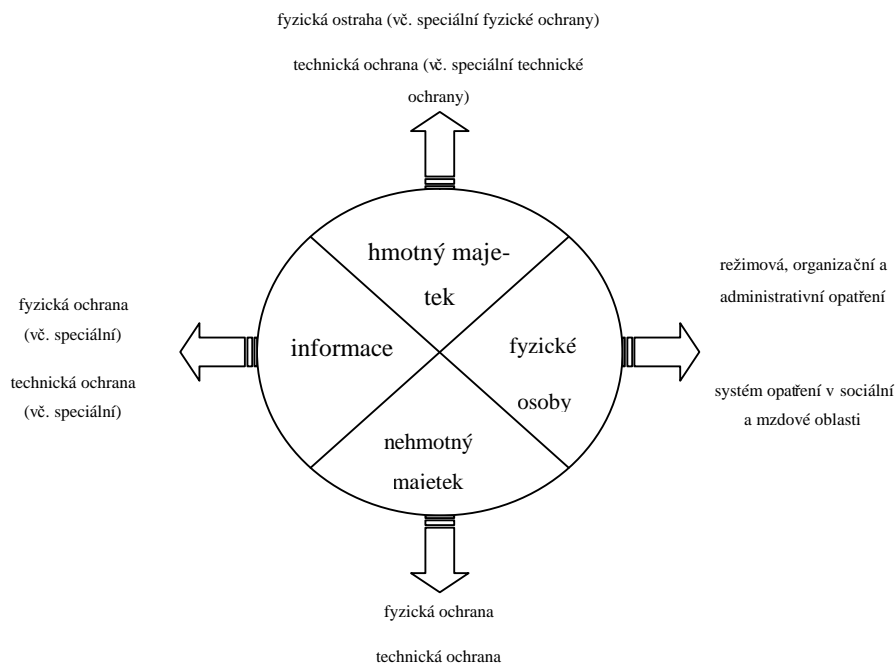 fyzická ostraha (vč. speciální fyzické ochrany)
technická ochrana (vč. speciální technické
ochrany)
hmotný maje-
tek
režimová, organizační a
administrativní opatření
fyzická ochrana
(vč. speciální)
informace
fyzické
osoby
technická ochrana
(vč. speciální)
systém opatření v sociální
a mzdové oblasti
nehmotný
majetek
fyzická ochrana
technická ochrana